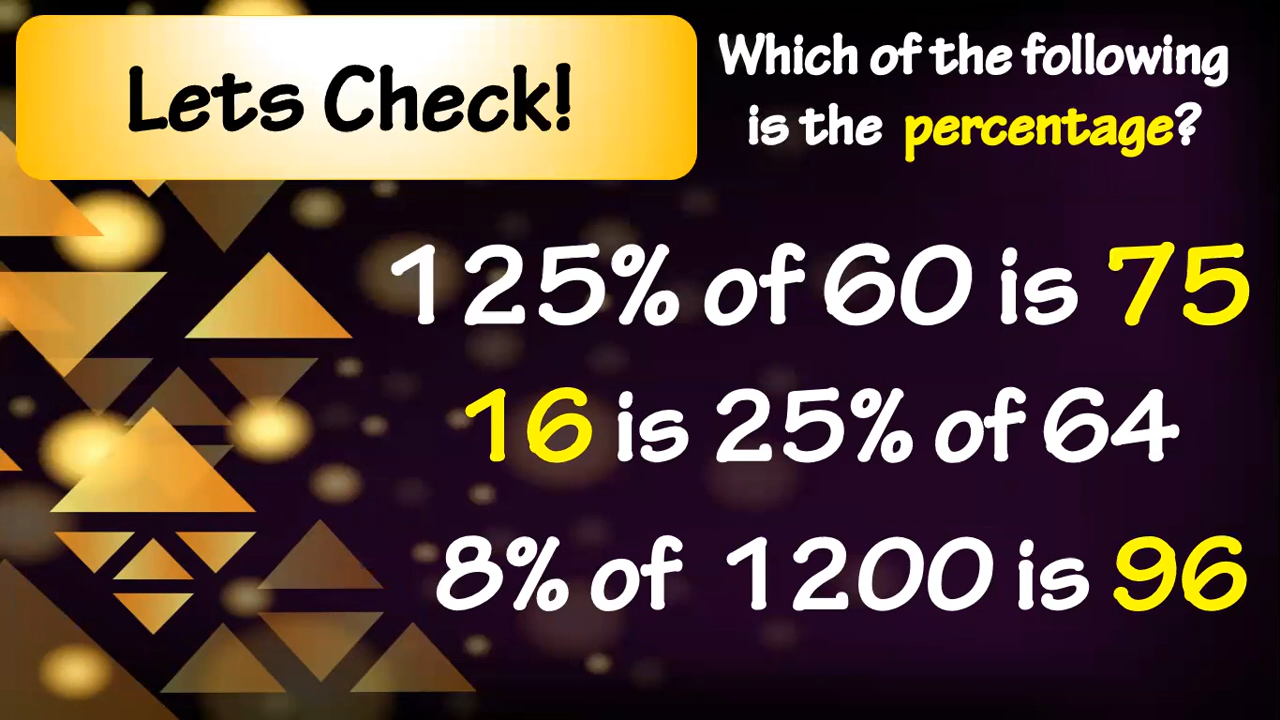 Lets Check!
Which of the following
is the percentage?
125% of 60 is 75
16 is 25% of 64
8% of 1200 is 96